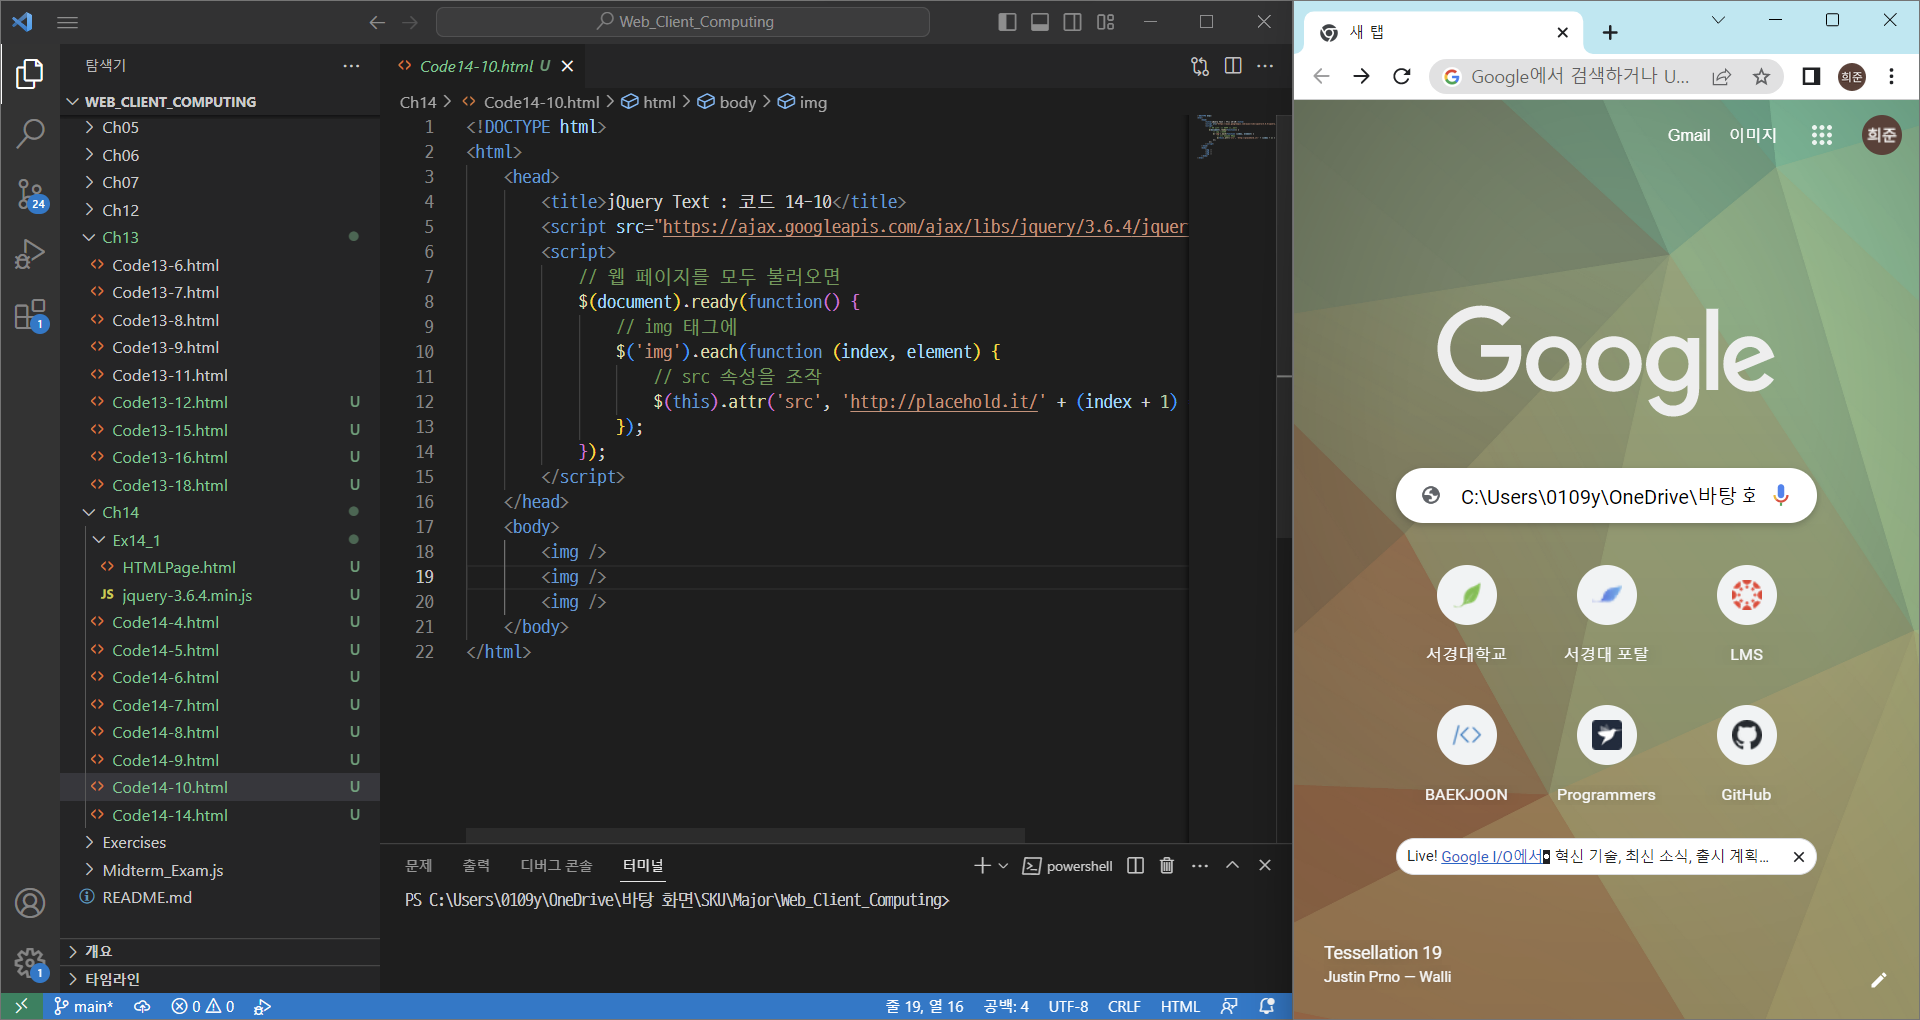 Web_Client_Computing
탐색기
WEB_CLIENT_COMPUTING
Ch05
Ch06
Ch07
Ch12
Ch13
Code13-6.html
Code13-7.html
Code13-8.html
Code13-9.html
Code13-11.html
Code13-12.html U
Code13-15.html U
Code13-16.html U
Code13-18.html U
Ch14
Ex14_1
HTMLPage.html U
JS jquery-3.6.4.min.js U
Code14-4.html U
Code14-5.html U
Code14-6.html U
Code14-7.html U
Code14-8.html U
Code14-9.html U
Code14-10.html U
Code14-14.html U
Exercises
Midterm_Exam.js
README.md
개요
타임라인
24
1
1
Code14-10.html U
Ch14 > Code14-10.html > html > body > img
1 <!DOCTYPE html>
2 <html>
3 <head>
4 <title>jQuery Text : 코드 14-10</title>
5 <script src="https://ajax.googleapis.com/ajax/libs/jquery/3.6.4/jquer
6 <script>
7 // 웹 페이지를 모두 불러오면
8 $(document).ready(function() {
9 // img 태그에
10 $('img').each(function (index, element) {
11 // src 속성을 조작
12 $(this).attr('src', 'http://placehold.it/' + (index + 1)
13 });
14 });
15 </script>
16 </head>
17 <body>
18 <img />
19 <img />
20 <img />
21 </body>
22 </html>
문제 출력 디버그 콘솔 터미널 powershell
PS C:\Users\0109y\OneDrive\바탕 화면\SKU\Major\Web_Client_Computing>
main* 0 0 줄 19, 열 16 공백: 4 UTF-8 CRLF HTML
새 탭
Google에서 검색하거나 U...
희준
Gmail 이미지 희준
Google
C:\Users\0109y\OneDrive\바탕
서경대학교 서경대 포탈 LMS
/<>
BAEKJOON Programmers GitHub
Live! Google I/O에서 혁신 기술, 최신 소식, 출시 계획...
Tessellation 19
Justin Prno — Walli